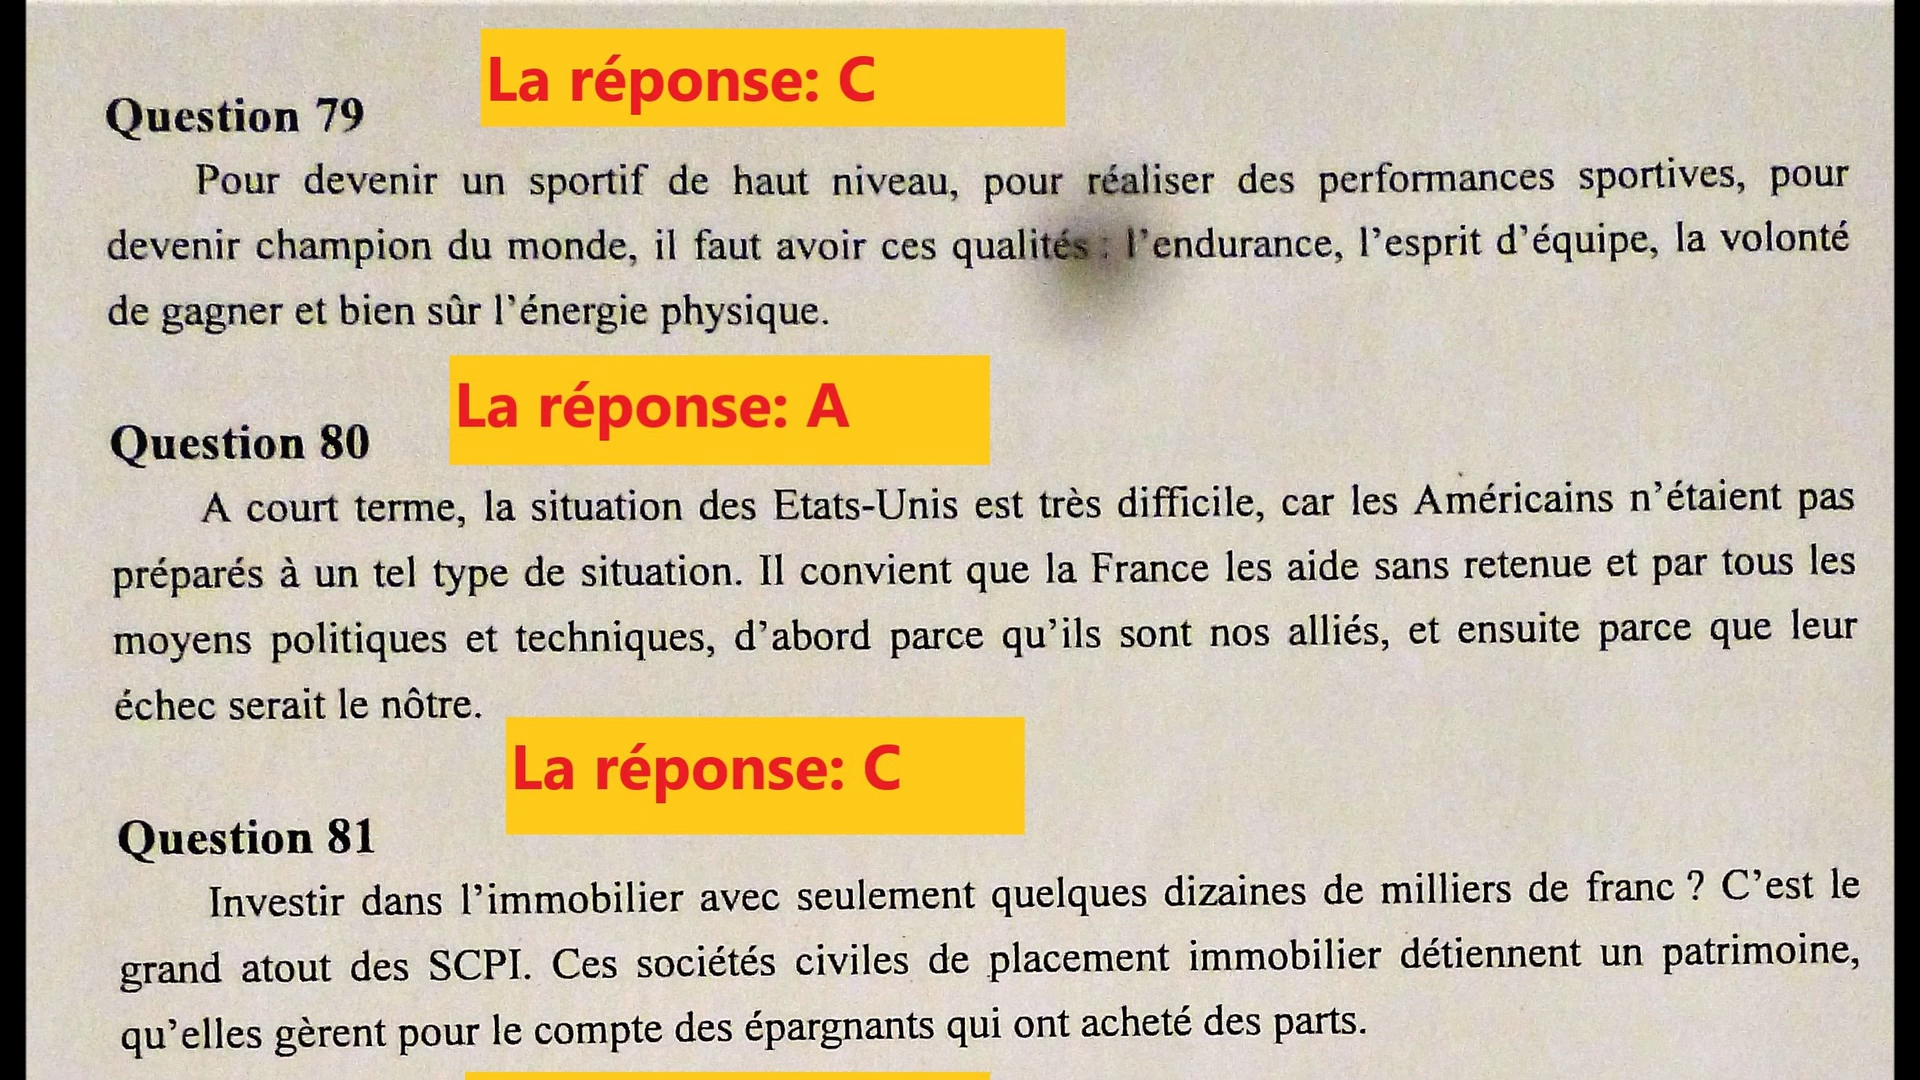 La réponse: C
Question 79
Pour devenir un sportif de haut niveau, pour réaliser des performances sportives, pour
devenir champion du monde, il faut avoir ces qualités : l’endurance, l’esprit d’équipe, la volonté
de gagner et bien sûr l’énergie physique.
La réponse: A
Question 80
A court terme, la situation des Etats-Unis est très difficile, car les Américains n’étaient pas
préparés à un tel type de situation. Il convient que la France les aide sans retenue et par tous les
moyens politiques et techniques, d’abord parce qu’ils sont nos alliés, et ensuite parce que leur
échec serait le nôtre.
La réponse: C
Question 81
Investir dans l’immobilier avec seulement quelques dizaines de milliers de franc ? C’est le
grand atout des SCPI. Ces sociétés civiles de placement immobilier détiennent un patrimoine,
qu’elles gèrent pour le compte des épargnants qui ont acheté des parts.